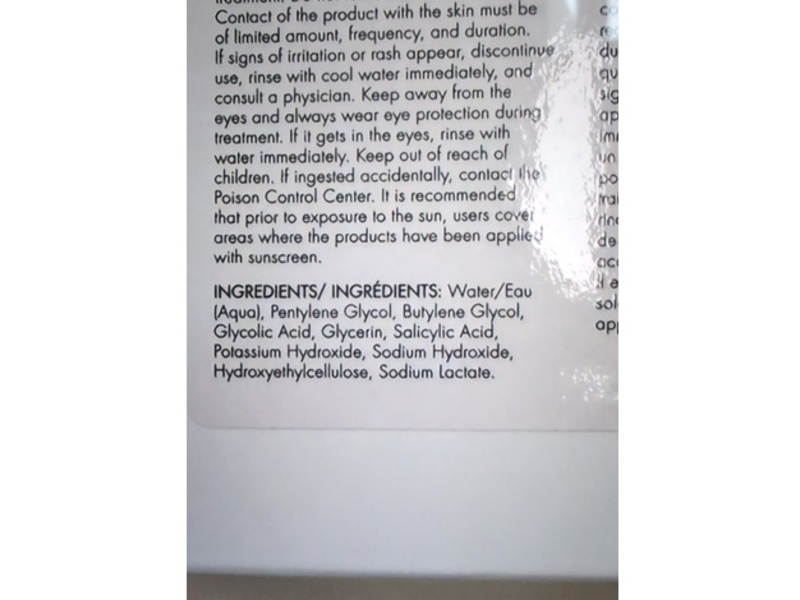 Contact of the product with the skin must be
of limited amount, frequency, and duration.
If signs of irritation or rash appear, discontinue
use, rinse with cool water immediately, and
consult a physician. Keep away from the
eyes and always wear eye protection during
treatment. If it gets in the eyes, rinse with
water immediately. Keep out of reach of
children. If ingested accidentally, contact the
Poison Control Center. It is recommended
that prior to exposure to the sun, users cover
areas where the products have been applied
with sunscreen.
INGREDIENTS/ INGRÉDIENTS: Water/Eau
(Aqua), Pentylene Glycol, Butylene Glycol,
Glycolic Acid, Glycerin, Salicylic Acid,
Potassium Hydroxide, Sodium Hydroxide,
Hydroxyethylcellulose, Sodium Lactate.